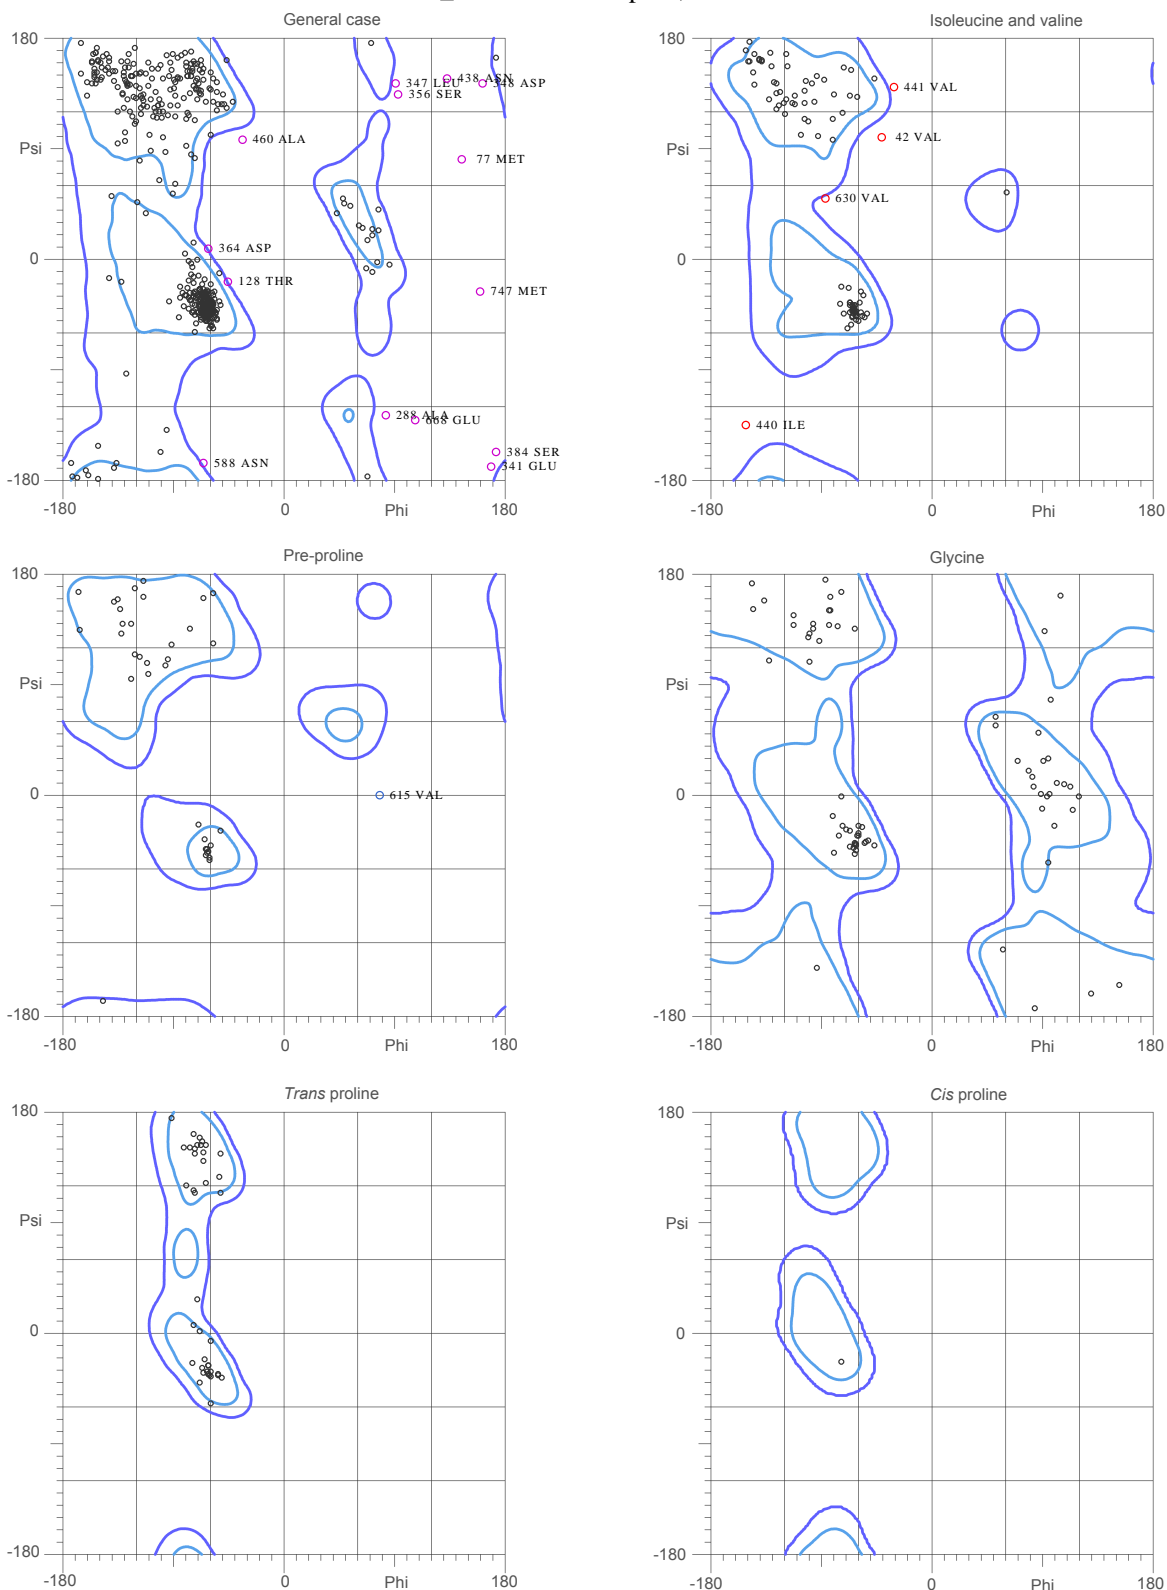 General case
Isoleucine and valine
180
180
438 ASN
347 LEU
348 ASP
356 SER
441 VAL
460 ALA
42 VAL
Psi
Psi
77 MET
630 VAL
364 ASP
0
0
128 THR
747 MET
288 ALA
668 GLU
440 ILE
384 SER
588 ASN
341 GLU
-180
-180
-180
0
Phi
180
-180
0
Phi
180
Pre-proline
Glycine
180
180
Psi
Psi
0
615 VAL
0
-180
-180
-180
0
Phi
180
-180
0
Phi
180
Trans proline
Cis proline
180
180
Psi
Psi
0
0
-180
-180
-180
0
Phi
180
-180
0
Phi
180